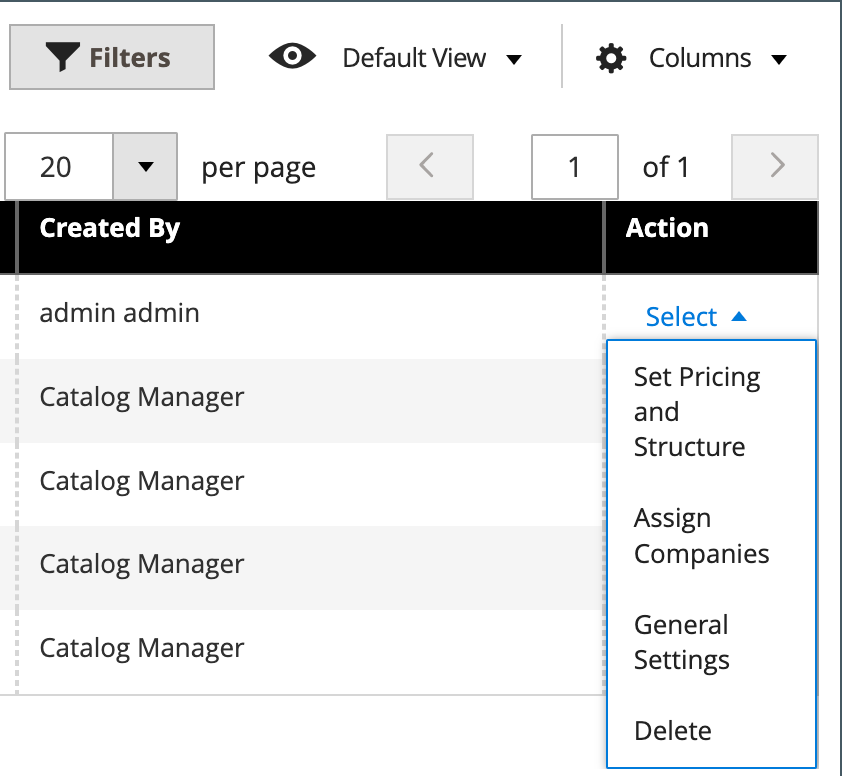 Filters
Default View
Columns
20
per page
1
of 1
Created By
Action
admin admin
Select
Catalog Manager
Catalog Manager
Catalog Manager
Catalog Manager
Set Pricing
and
Structure
Assign
Companies
General
Settings
Delete